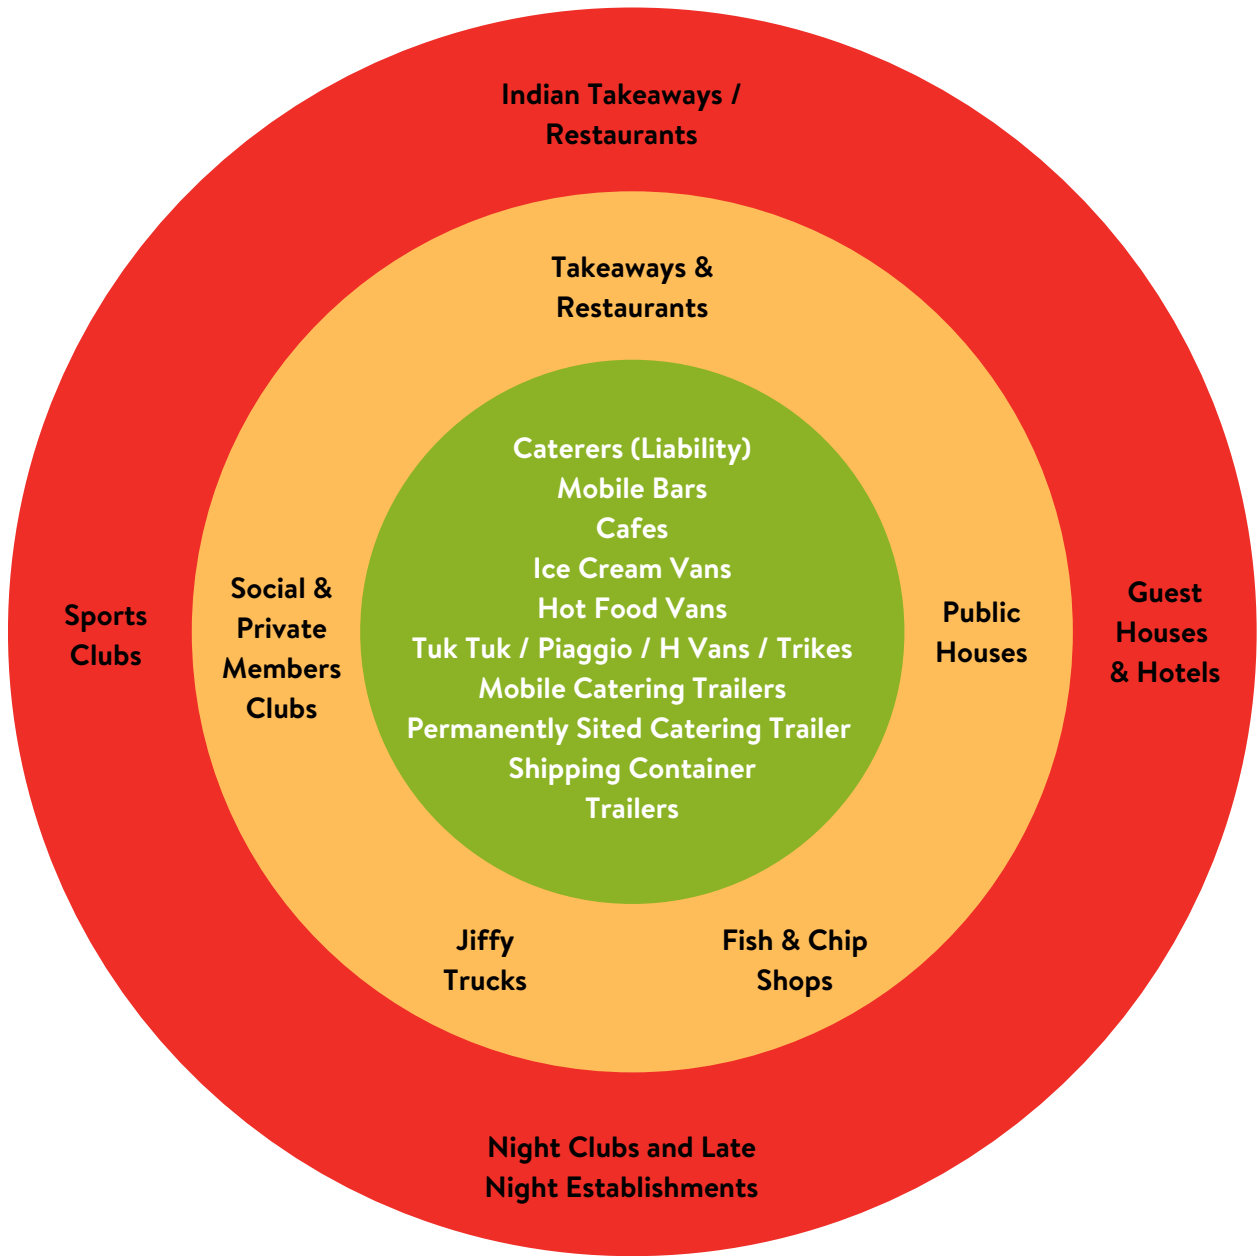 Indian Takeaways /
Restaurants
Takeaways &
Restaurants
Caterers (Liability)
Mobile Bars
Cafes
Ice Cream Vans
Hot Food Vans
Tuk Tuk / Piaggio / H Vans / Trikes
Mobile Catering Trailers
Permanently Sited Catering Trailer
Shipping Container
Trailers
Sports
Clubs
Social &
Private
Members
Clubs
Public
Houses
Guest
Houses
& Hotels
Jiffy
Trucks
Fish & Chip
Shops
Night Clubs and Late
Night Establishments